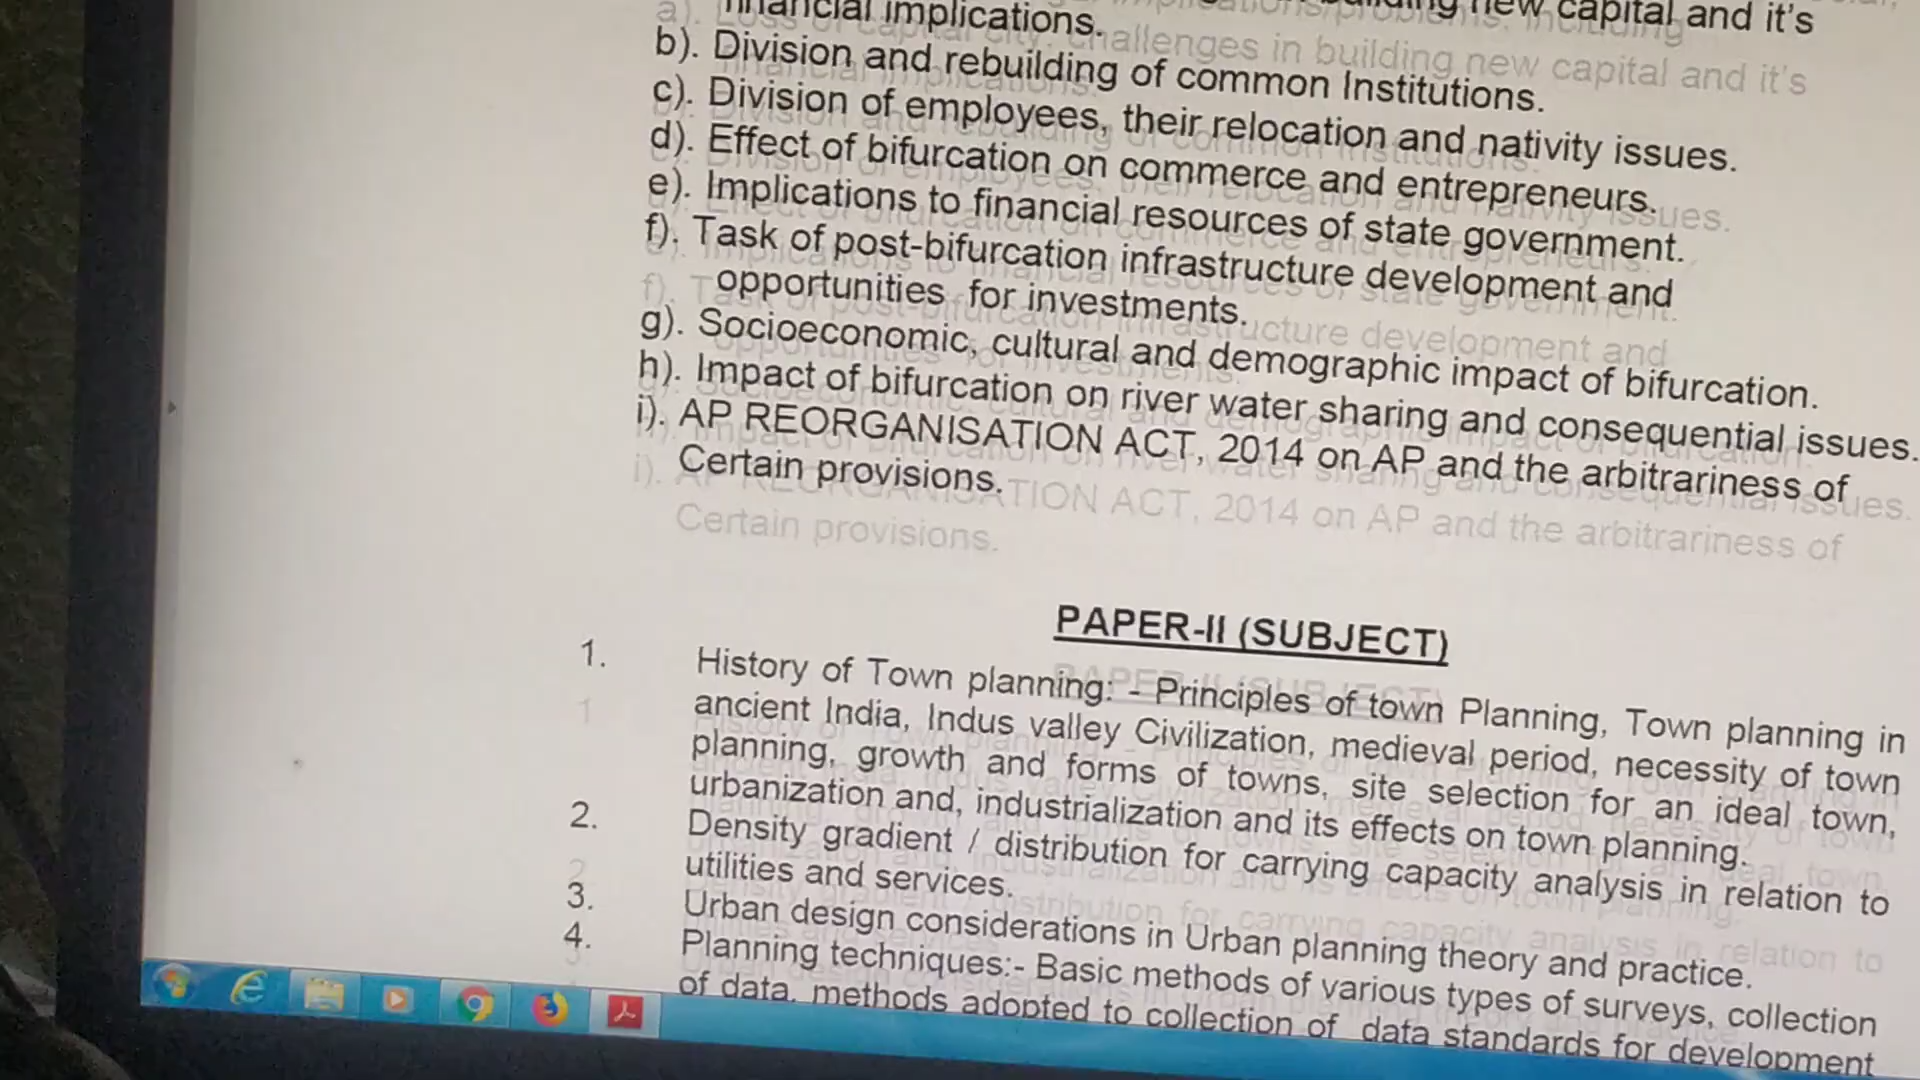 financial implications.
building new capital and it's
b). Division and rebuilding of common Institutions.
c). Division of employees, their relocation and nativity issues.
d). Effect of bifurcation on commerce and entrepreneurs.
e). Implications to financial resources of state government.
f). Task of post-bifurcation infrastructure development and
opportunities for investments.
g). Socioeconomic, cultural and demographic impact of bifurcation.
h). Impact of bifurcation on river water sharing and consequential issues.
i). AP REORGANISATION ACT, 2014 on AP and the arbitrariness of
Certain provisions.
PAPER-II (SUBJECT)
1. History of Town planning: - Principles of town Planning, Town planning in
ancient India, Indus valley Civilization, medieval period, necessity of town
planning, growth and forms of towns, site selection for an ideal town,
urbanization and, industrialization and its effects on town planning.
2. Density gradient / distribution for carrying capacity analysis in relation to
utilities and services.
3. Urban design considerations in Urban planning theory and practice.
4. Planning techniques:- Basic methods of various types of surveys, collection
of data, methods adopted to collection of data standards for development